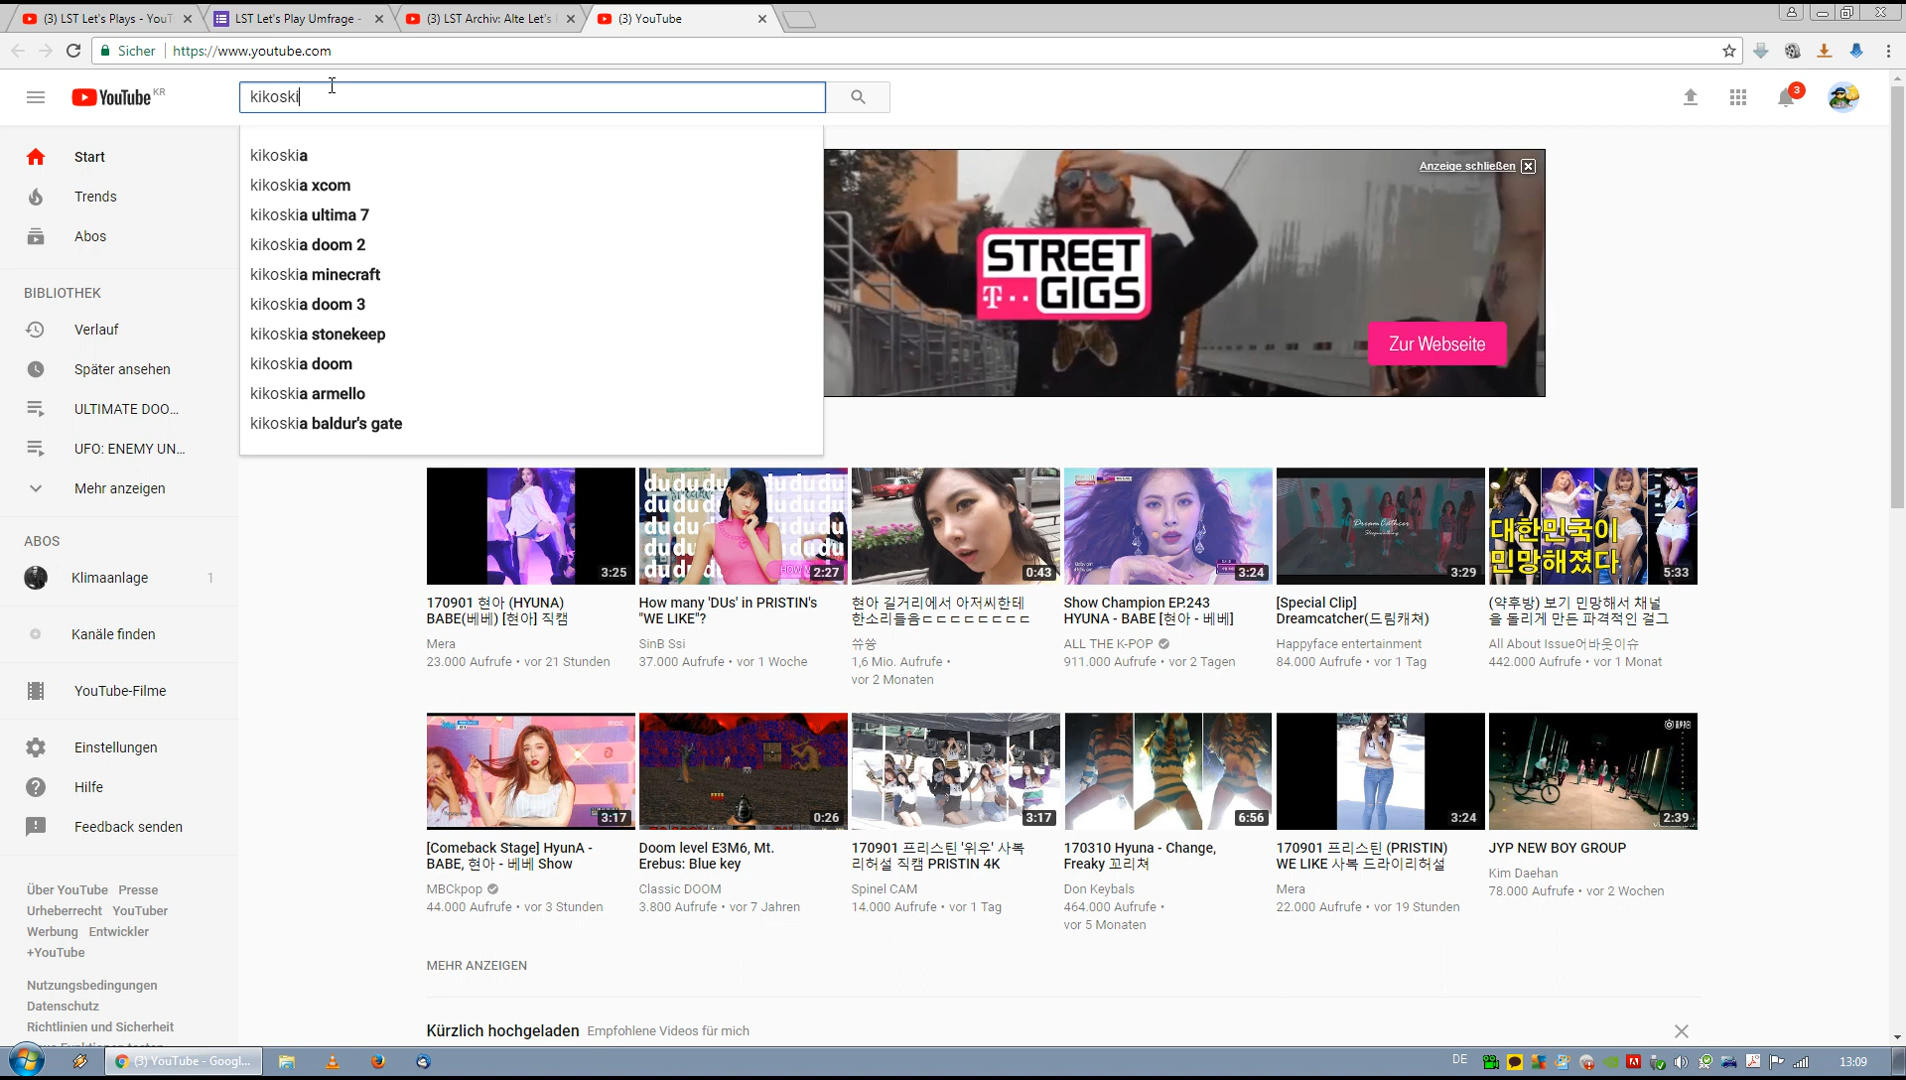 (3) LST Let's Plays - YouT
LST Let's Play Umfrage -
(3) LST Archiv: Alte Let's
(3) YouTube
Sicher
https://www.youtube.com
YouTube KR
kikoski
3
kikoskia
kikoskia xcom
kikoskia ultima 7
kikoskia doom 2
kikoskia minecraft
kikoskia doom 3
kikoskia stonekeep
kikoskia doom
kikoskia armello
kikoskia baldur's gate
Anzeige schließen
STREET
T·· GIGS
Zur Webseite
Start
Trends
Abos
BIBLIOTHEK
Verlauf
Später ansehen
ULTIMATE DOO...
UFO: ENEMY UN...
Mehr anzeigen
ABOS
Klimaanlage 1
Kanäle finden
YouTube-Filme
Einstellungen
Hilfe
Feedback senden
Über YouTube Presse
Urheberrecht YouTuber
Werbung Entwickler
+YouTube
Nutzungsbedingungen
Datenschutz
Richtlinien und Sicherheit
3:25
170901 현아 (HYUNA)
BABE(베베) [현아] 직캠
Mera
23.000 Aufrufe • vor 21 Stunden
2:27
How many 'DUs' in PRISTIN's
"WE LIKE"?
SinB Ssi
37.000 Aufrufe • vor 1 Woche
0:43
현아 길거리에서 아저씨한테
한소리들음ㄷㄷㄷㄷㄷㄷㄷㄷ
쓔융
1,6 Mio. Aufrufe •
vor 2 Monaten
3:24
Show Champion EP.243
HYUNA - BABE [현아 - 베베]
ALL THE K-POP
911.000 Aufrufe • vor 2 Tagen
DreamCatcher
3:29
[Special Clip]
Dreamcatcher(드림캐쳐)
Happyface entertainment
84.000 Aufrufe • vor 1 Tag
대한민국이
민망해졌다
5:33
(약후방) 보기 민망해서 채널
을 돌리게 만든 파격적인 걸그
All About Issue어바웃이슈
442.000 Aufrufe • vor 1 Monat
3:17
[Comeback Stage] HyunA -
BABE, 현아 - 베베 Show
MBCkpop
44.000 Aufrufe • vor 3 Stunden
0:26
Doom level E3M6, Mt.
Erebus: Blue key
Classic DOOM
3.800 Aufrufe • vor 7 Jahren
3:17
170901 프리스틴 '위우' 사복
리허설 직캠 PRISTIN 4K
Spinel CAM
14.000 Aufrufe • vor 1 Tag
6:56
170310 Hyuna - Change,
Freaky 꼬리쳐
Don Keybals
464.000 Aufrufe •
vor 5 Monaten
3:24
170901 프리스틴 (PRISTIN)
WE LIKE 사복 드라이리허설
Mera
22.000 Aufrufe • vor 19 Stunden
2:39
JYP NEW BOY GROUP
Kim Daehan
78.000 Aufrufe • vor 2 Wochen
MEHR ANZEIGEN
Kürzlich hochgeladen Empfohlene Videos für mich
(3) YouTube - Googl...
DE
13:09